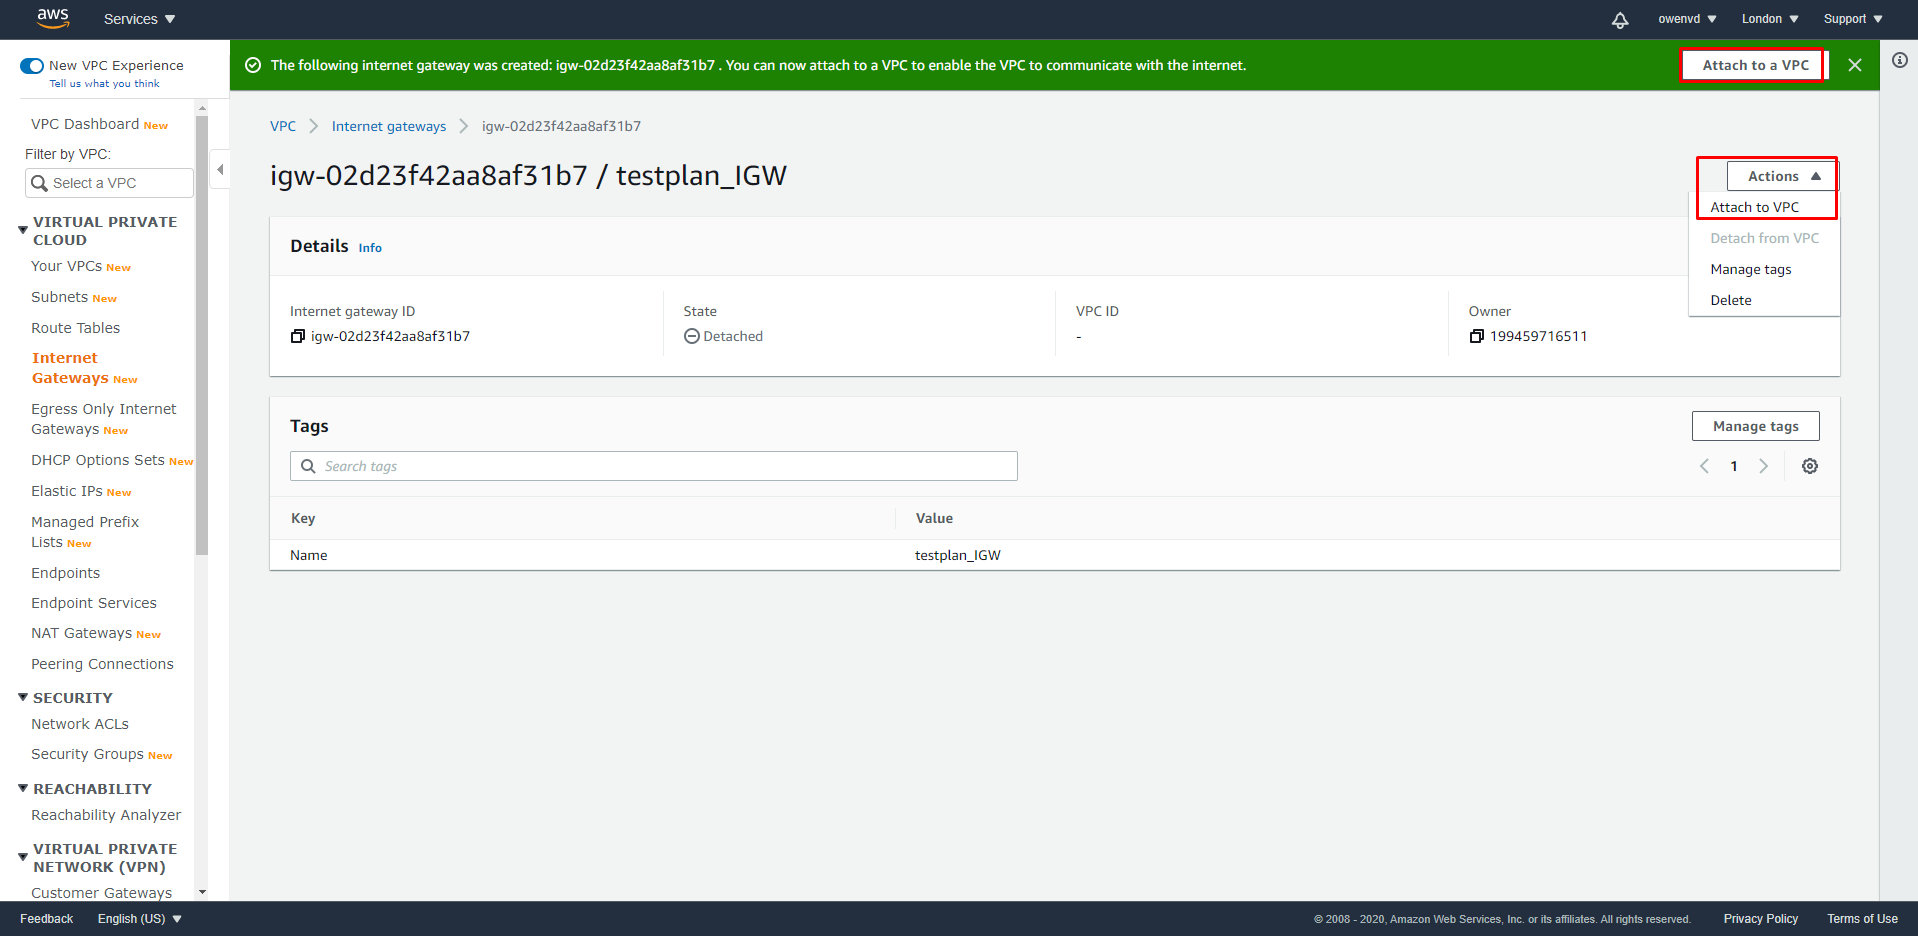 aws
Services
owenvd
London
Support
New VPC Experience
Tell us what you think
The following internet gateway was created: igw-02d23f42aa8af31b7 . You can now attach to a VPC to enable the VPC to communicate with the internet.
Attach to a VPC
VPC Dashboard New
Filter by VPC:
Select a VPC
VIRTUAL PRIVATE
CLOUD
Your VPCs New
Subnets New
Route Tables
Internet
Gateways New
Egress Only Internet
Gateways New
DHCP Options Sets New
Elastic IPs New
Managed Prefix
Lists New
Endpoints
Endpoint Services
NAT Gateways New
Peering Connections
SECURITY
Network ACLs
Security Groups New
REACHABILITY
Reachability Analyzer
VIRTUAL PRIVATE
NETWORK (VPN)
Customer Gateways
VPC
Internet gateways
igw-02d23f42aa8af31b7
igw-02d23f42aa8af31b7 / testplan_IGW
Actions
Attach to VPC
Detach from VPC
Manage tags
Delete
Details Info
Internet gateway ID
igw-02d23f42aa8af31b7
State
Detached
VPC ID
-
Owner
199459716511
Tags
Manage tags
Search tags
1
Key
Value
Name
testplan_IGW
Feedback
English (US)
© 2008 - 2020, Amazon Web Services, Inc. or its affiliates. All rights reserved.
Privacy Policy
Terms of Use